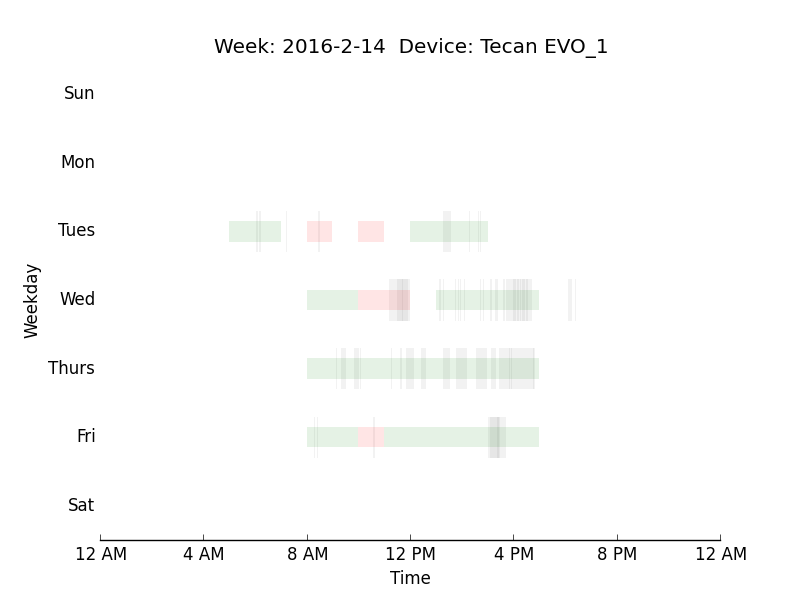 Week: 2016-2-14  Device: Tecan EVO_1
Sun
Mon
Tues
Wed
Thurs
Fri
Sat
Weekday
12 AM 4 AM 8 AM 12 PM 4 PM 8 PM 12 AM
Time